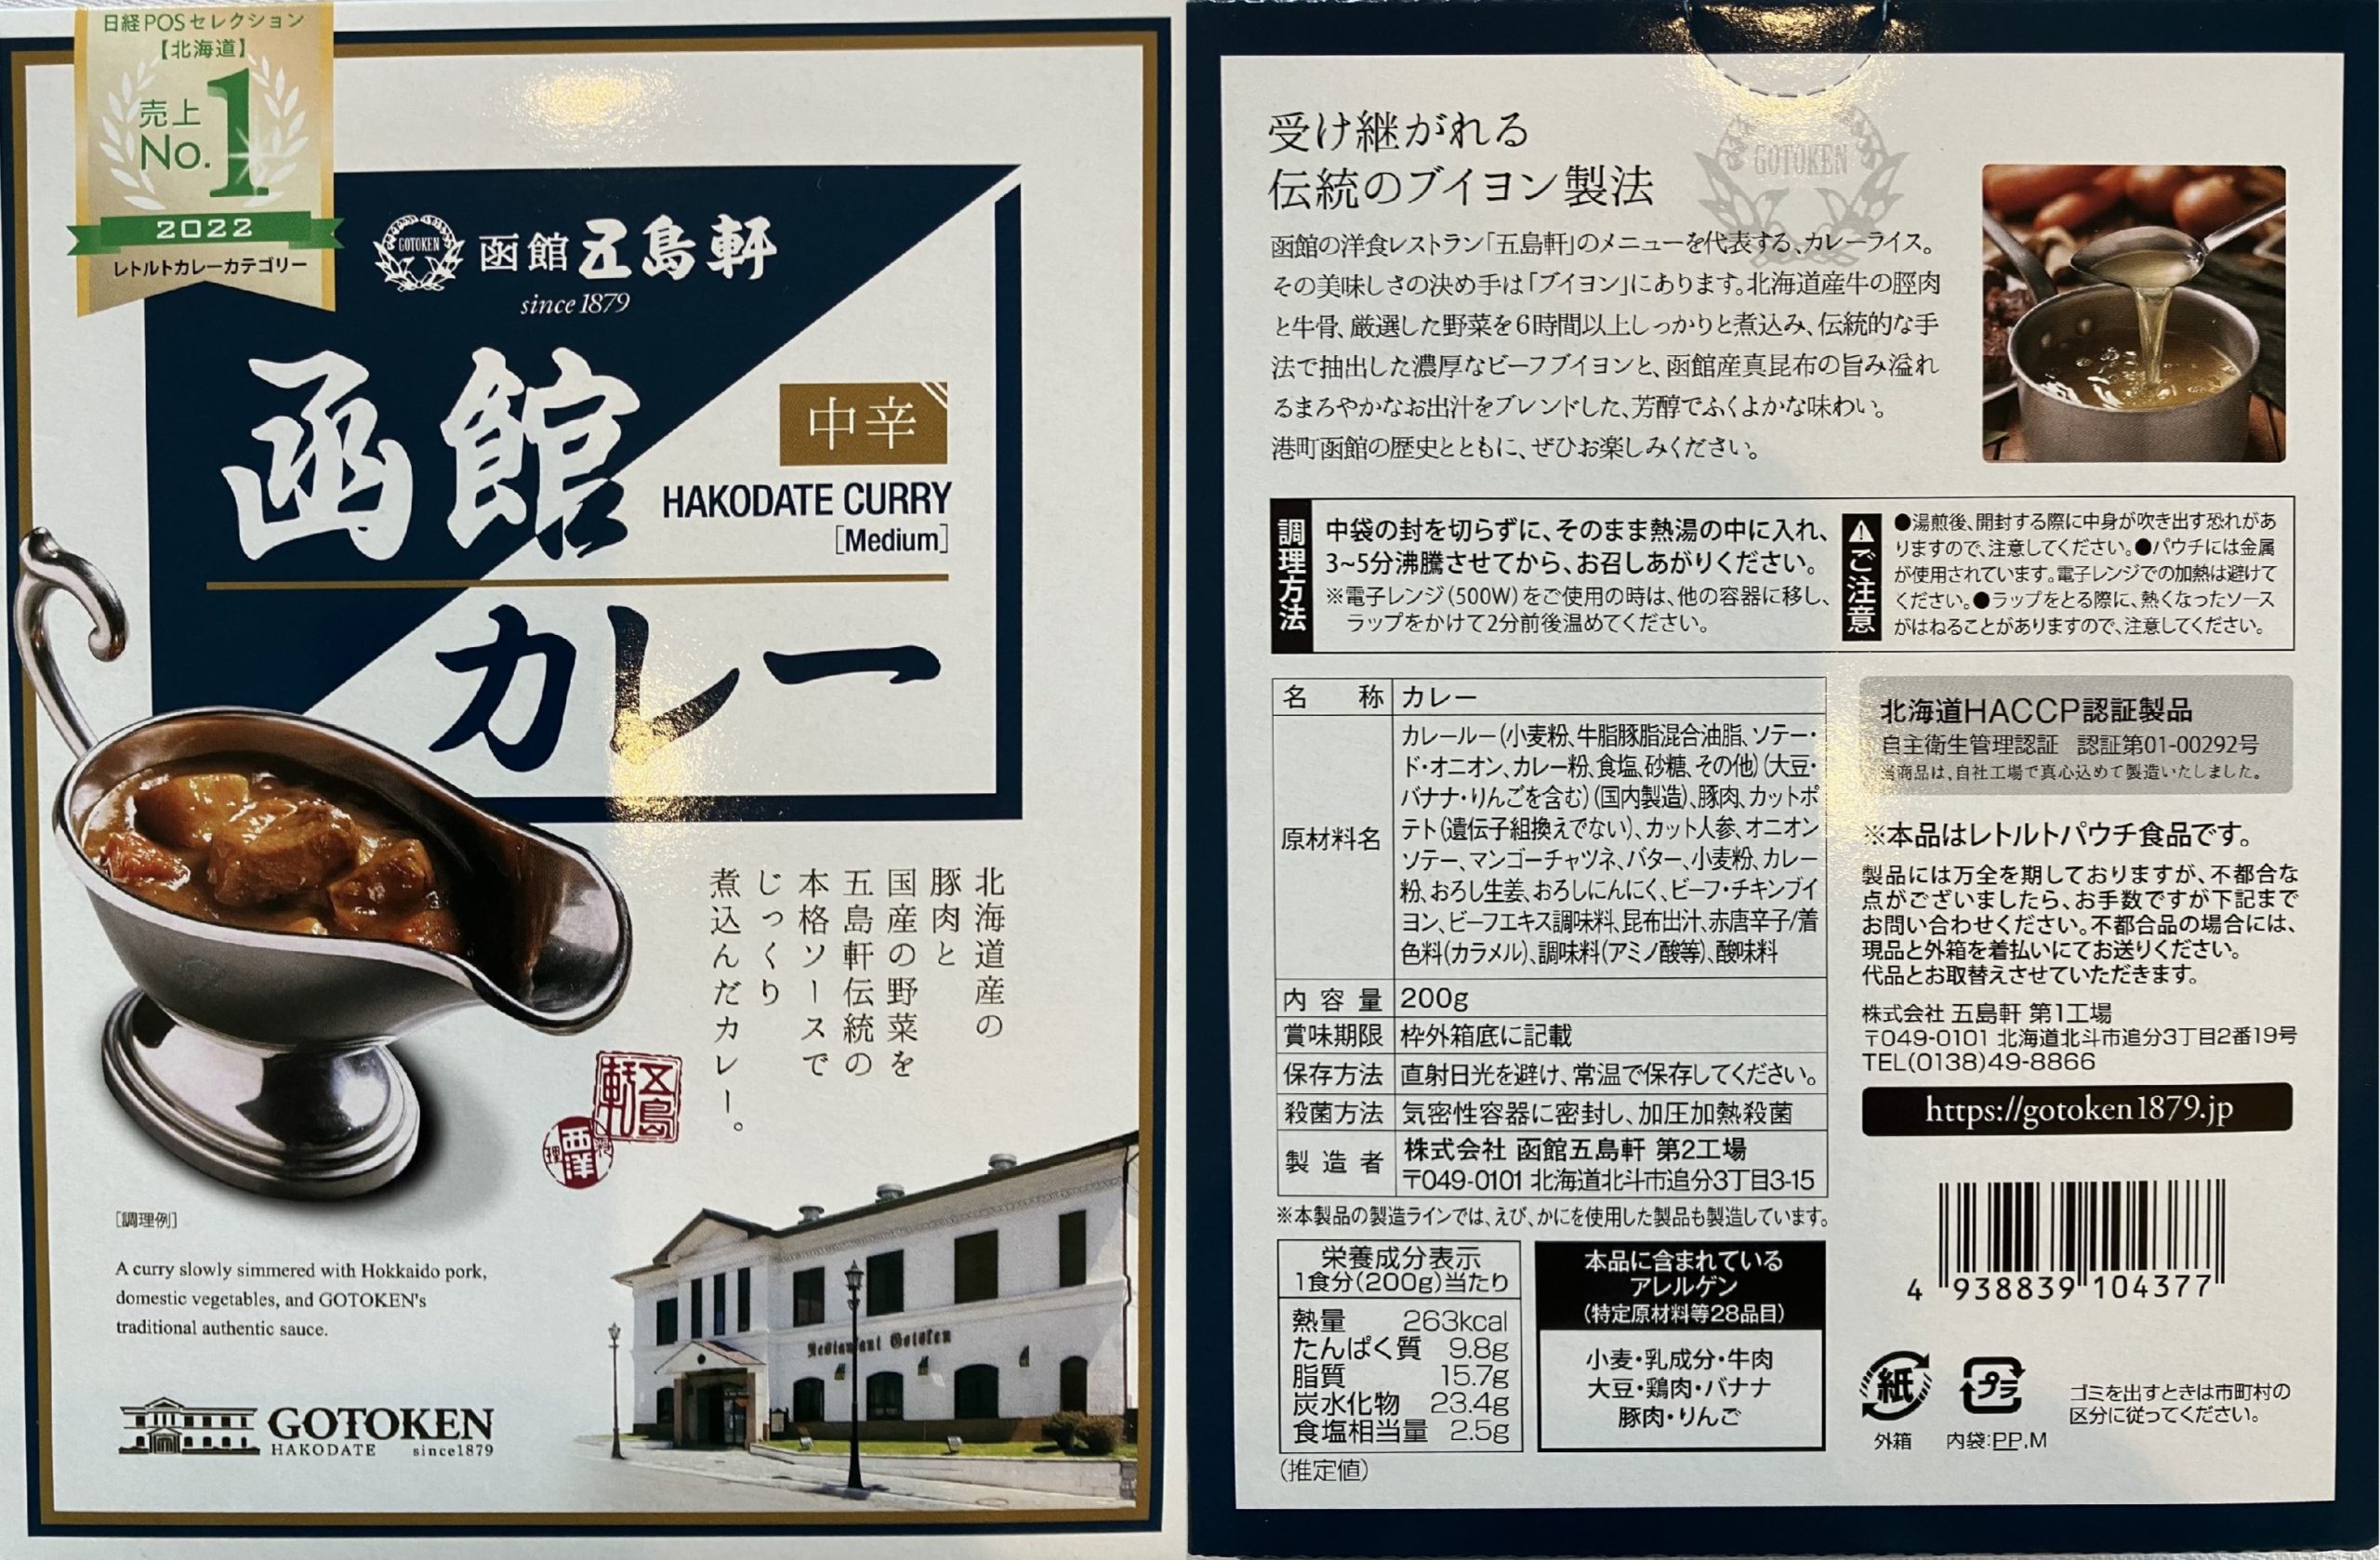 日経POSセレクション
【北海道】
売上
No.1
2022
レトルトカレーカテゴリー
GOTOKEN
函館五島軒
since 1879
函館
中辛
HAKODATE CURRY
[Medium]
カレー
北海道産の
豚肉と
国産の野菜を
五島軒伝統の
本格ソースで
じっくり
煮込んだカレー。
五島軒
西洋料理
[調理例]
A curry slowly simmered with Hokkaido pork,
domestic vegetables, and GOTOKEN's
traditional authentic sauce.
Restaurant Gotoken
GOTOKEN
HAKODATE since1879
GOTOKEN
受け継がれる
伝統のブイヨン製法
函館の洋食レストラン「五島軒」のメニューを代表する、カレーライス。
その美味しさの決め手は「ブイヨン」にあります。北海道産牛の脛肉
と牛骨、厳選した野菜を6時間以上しっかりと煮込み、伝統的な手
法で抽出した濃厚なビーフブイヨンと、函館産真昆布の旨み溢れ
るまろやかなお出汁をブレンドした、芳醇でふくよかな味わい。
港町函館の歴史とともに、ぜひお楽しみください。
調理方法
中袋の封を切らずに、そのまま熱湯の中に入れ、
3~5分沸騰させてから、お召しあがりください。
※電子レンジ(500W)をご使用の時は、他の容器に移し、
ラップをかけて2分前後温めてください。
ご注意
●湯煎後、開封する際に中身が吹き出す恐れがあ
りますので、注意してください。●パウチには金属
が使用されています。電子レンジでの加熱は避けて
ください。●ラップをとる際に、熱くなったソース
がはねることがありますので、注意してください。
名称 カレー
原材料名
カレールー(小麦粉、牛脂豚脂混合油脂、ソテー・
ド・オニオン、カレー粉、食塩、砂糖、その他)(大豆・
バナナ・りんごを含む)(国内製造)、豚肉、カットポ
テト(遺伝子組換えでない)、カット人参、オニオン
ソテー、マンゴーチャツネ、バター、小麦粉、カレー
粉、おろし生姜、おろしにんにく、ビーフ・チキンブイ
ヨン、ビーフエキス調味料、昆布出汁、赤唐辛子/着
色料(カラメル)、調味料(アミノ酸等)、酸味料
内容量 200g
賞味期限 枠外箱底に記載
保存方法 直射日光を避け、常温で保存してください。
殺菌方法 気密性容器に密封し、加圧加熱殺菌
製造者 株式会社 函館五島軒 第2工場
〒049-0101 北海道北斗市追分3丁目3-15
※本製品の製造ラインでは、えび、かにを使用した製品も製造しています。
栄養成分表示
1食分(200g)当たり
熱量 263kcal
たんぱく質 9.8g
脂質 15.7g
炭水化物 23.4g
食塩相当量 2.5g
(推定値)
本品に含まれている
アレルゲン
(特定原材料等28品目)
小麦・乳成分・牛肉
大豆・鶏肉・バナナ
豚肉・りんご
北海道HACCP認証製品
自主衛生管理認証 認証第01-00292号
当商品は、自社工場で真心込めて製造いたしました。
※本品はレトルトパウチ食品です。
製品には万全を期しておりますが、不都合な
点がございましたら、お手数ですが下記まで
お問い合わせください。不都合品の場合には、
現品と外箱を着払いにてお送りください。
代品とお取替えさせていただきます。
株式会社 五島軒 第1工場
〒049-0101 北海道北斗市追分3丁目2番19号
TEL(0138)49-8866
https://gotoken1879.jp
4 938839 104377
紙
外箱
プラ
内袋:PP,M
ゴミを出すときは市町村の
区分に従ってください。